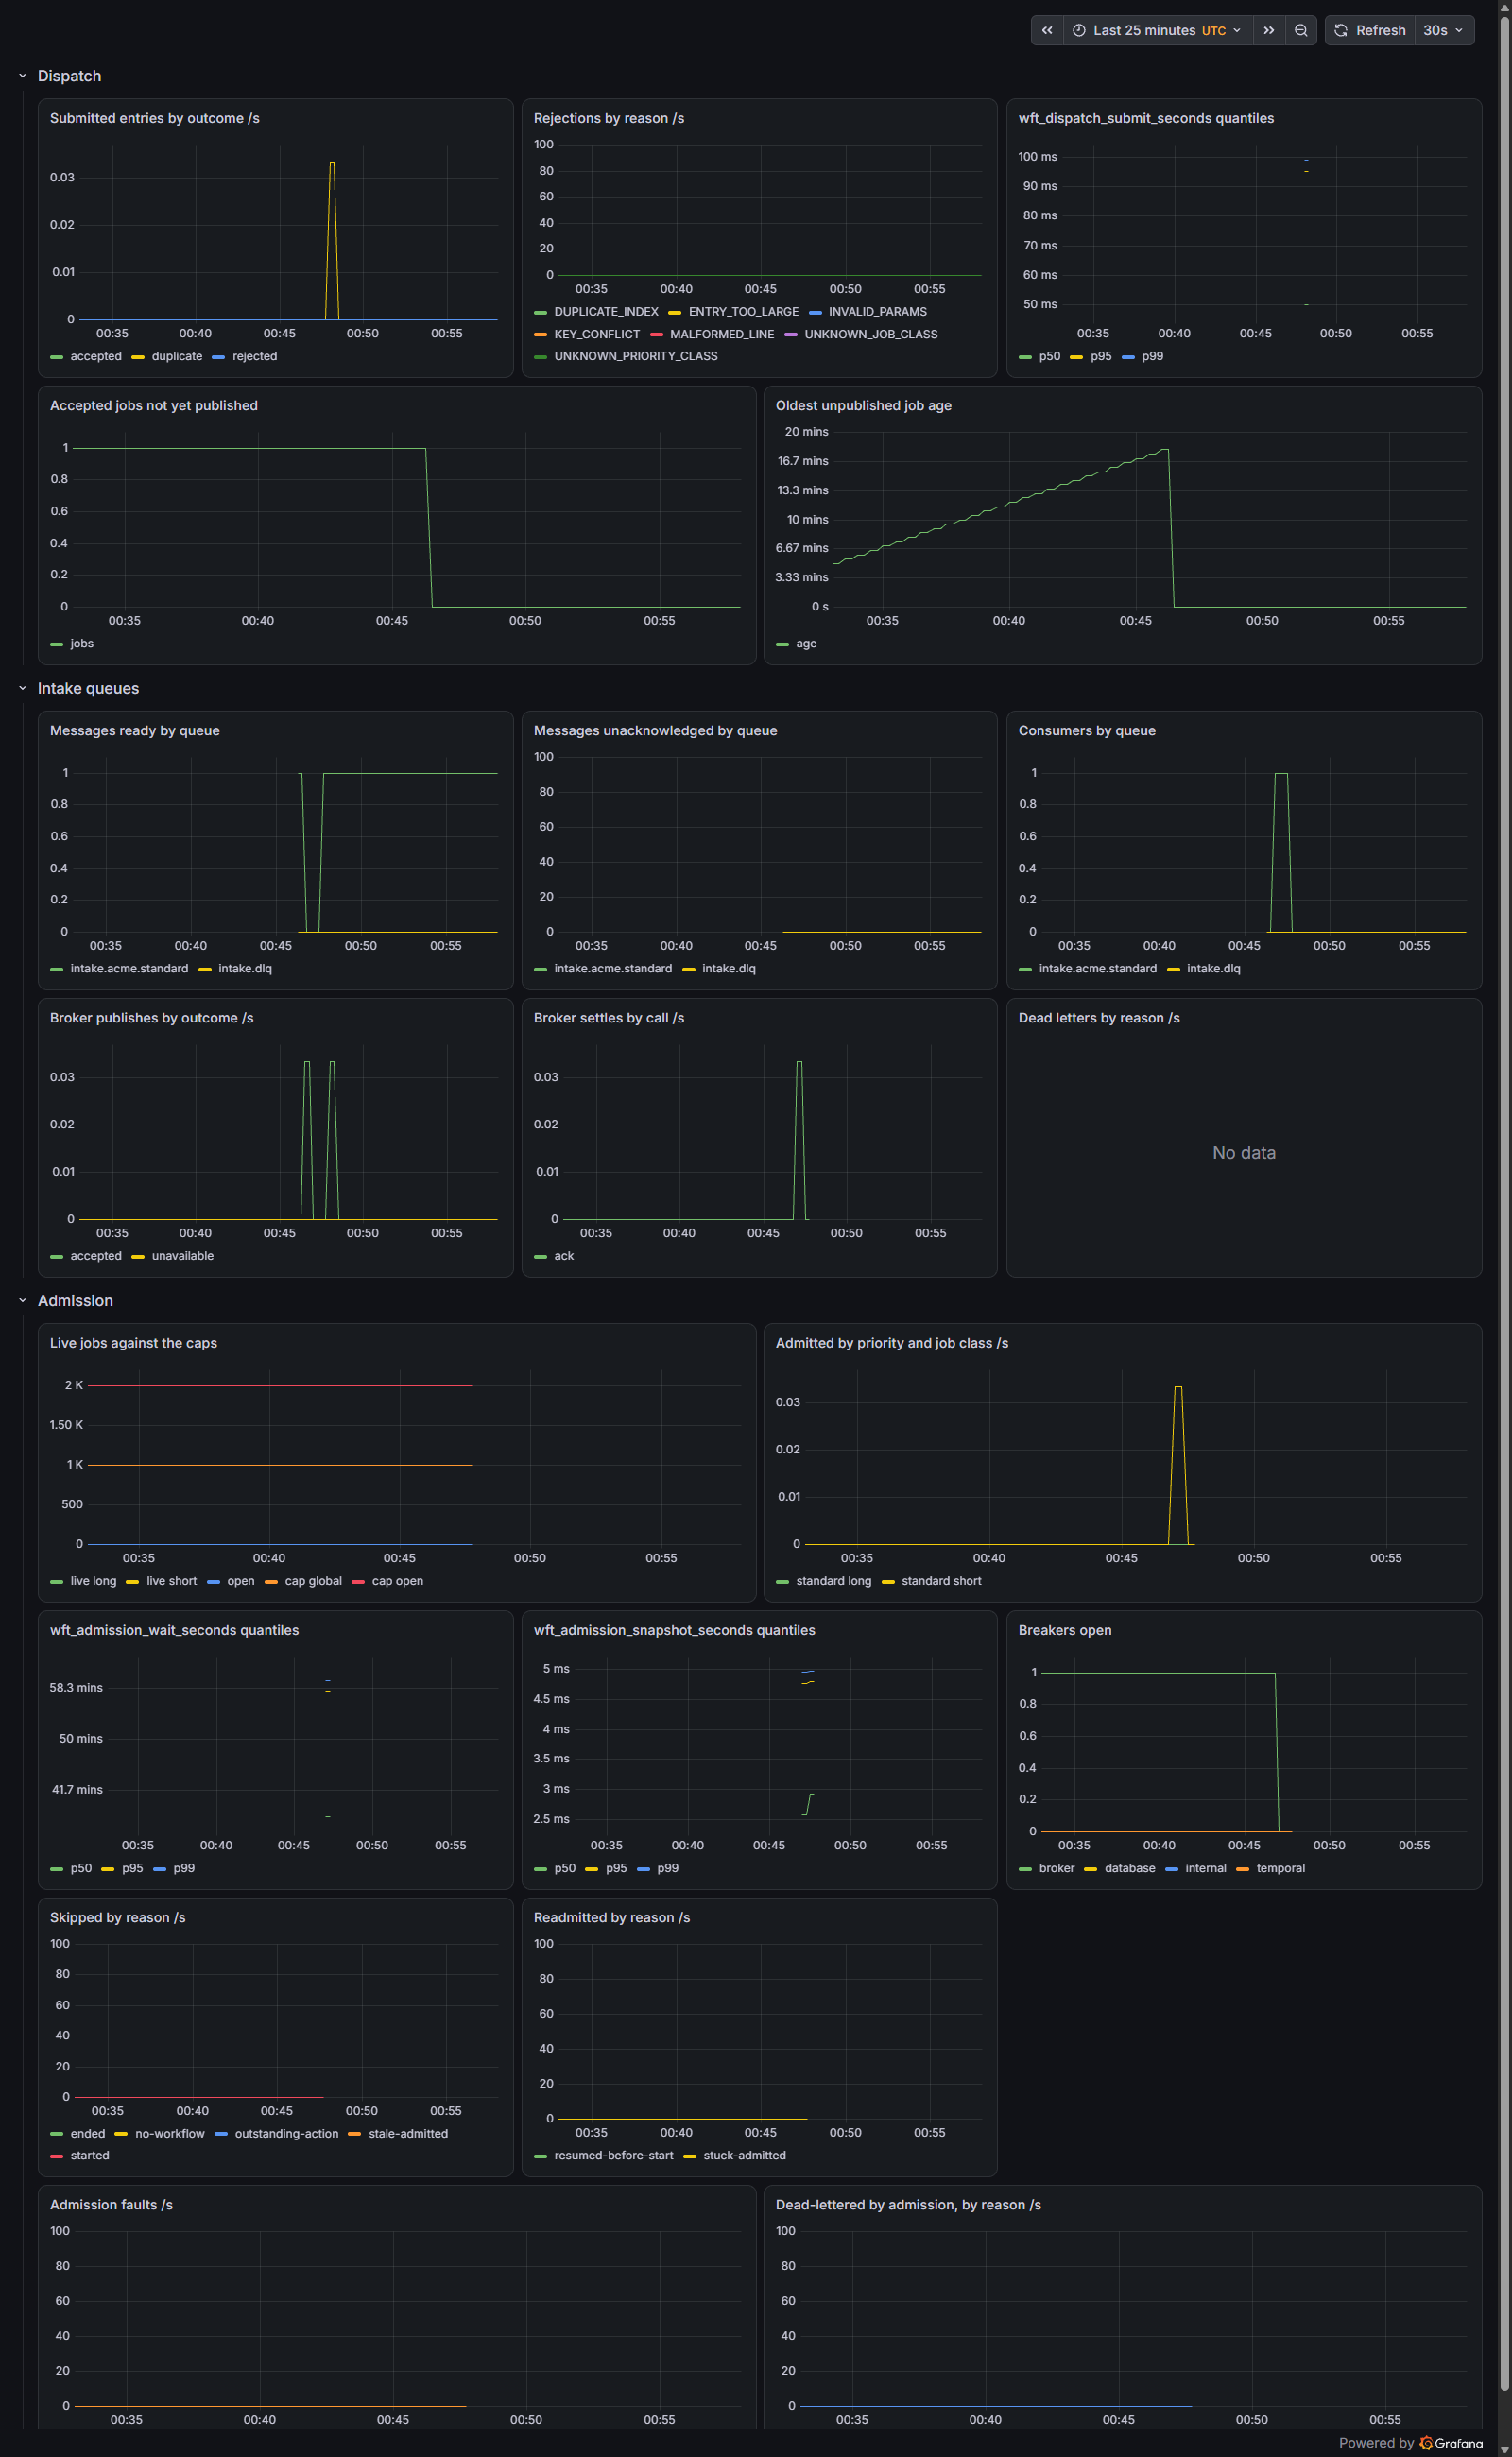 Last 25 minutes UTC
Refresh 30s
Dispatch
Submitted entries by outcome /s
0.03
0.02
0.01
0
00:35 00:40 00:45 00:50 00:55
accepted duplicate rejected
Rejections by reason /s
100
80
60
40
20
0
00:35 00:40 00:45 00:50 00:55
DUPLICATE_INDEX ENTRY_TOO_LARGE INVALID_PARAMS
KEY_CONFLICT MALFORMED_LINE UNKNOWN_JOB_CLASS
UNKNOWN_PRIORITY_CLASS
wft_dispatch_submit_seconds quantiles
100 ms
90 ms
80 ms
70 ms
60 ms
50 ms
00:35 00:40 00:45 00:50 00:55
p50 p95 p99
Accepted jobs not yet published
1
0.8
0.6
0.4
0.2
0
00:35 00:40 00:45 00:50 00:55
jobs
Oldest unpublished job age
20 mins
16.7 mins
13.3 mins
10 mins
6.67 mins
3.33 mins
0 s
00:35 00:40 00:45 00:50 00:55
age
Intake queues
Messages ready by queue
1
0.8
0.6
0.4
0.2
0
00:35 00:40 00:45 00:50 00:55
intake.acme.standard intake.dlq
Messages unacknowledged by queue
100
80
60
40
20
0
00:35 00:40 00:45 00:50 00:55
intake.acme.standard intake.dlq
Consumers by queue
1
0.8
0.6
0.4
0.2
0
00:35 00:40 00:45 00:50 00:55
intake.acme.standard intake.dlq
Broker publishes by outcome /s
0.03
0.02
0.01
0
00:35 00:40 00:45 00:50 00:55
accepted unavailable
Broker settles by call /s
0.03
0.02
0.01
0
00:35 00:40 00:45 00:50 00:55
ack
Dead letters by reason /s
No data
Admission
Live jobs against the caps
2 K
1.50 K
1 K
500
0
00:35 00:40 00:45 00:50 00:55
live long live short open cap global cap open
Admitted by priority and job class /s
0.03
0.02
0.01
0
00:35 00:40 00:45 00:50 00:55
standard long standard short
wft_admission_wait_seconds quantiles
58.3 mins
50 mins
41.7 mins
00:35 00:40 00:45 00:50 00:55
p50 p95 p99
wft_admission_snapshot_seconds quantiles
5 ms
4.5 ms
4 ms
3.5 ms
3 ms
2.5 ms
00:35 00:40 00:45 00:50 00:55
p50 p95 p99
Breakers open
1
0.8
0.6
0.4
0.2
0
00:35 00:40 00:45 00:50 00:55
broker database internal temporal
Skipped by reason /s
100
80
60
40
20
0
00:35 00:40 00:45 00:50 00:55
ended no-workflow outstanding-action stale-admitted
started
Readmitted by reason /s
100
80
60
40
20
0
00:35 00:40 00:45 00:50 00:55
resumed-before-start stuck-admitted
Admission faults /s
100
80
60
40
20
0
00:35 00:40 00:45 00:50 00:55
Dead-lettered by admission, by reason /s
100
80
60
40
20
0
00:35 00:40 00:45 00:50 00:55
Powered by Grafana